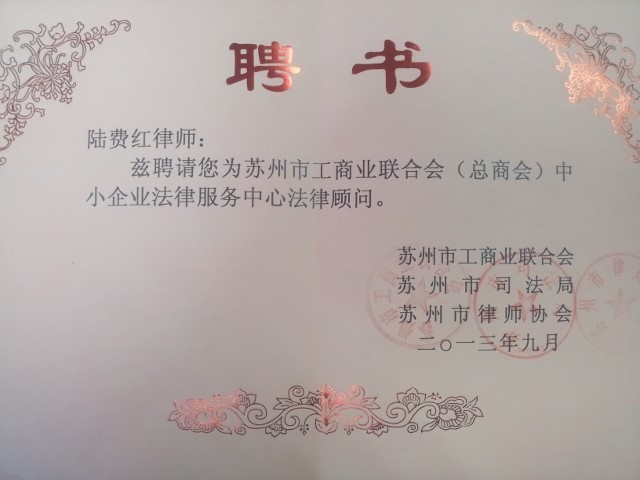 聘书
陆费红律师：
兹聘请您为苏州市工商业联合会（总商会）中
小企业法律服务中心法律顾问。
苏州市工商业联合会
苏州市司法局
苏州市律师协会
二〇一三年九月